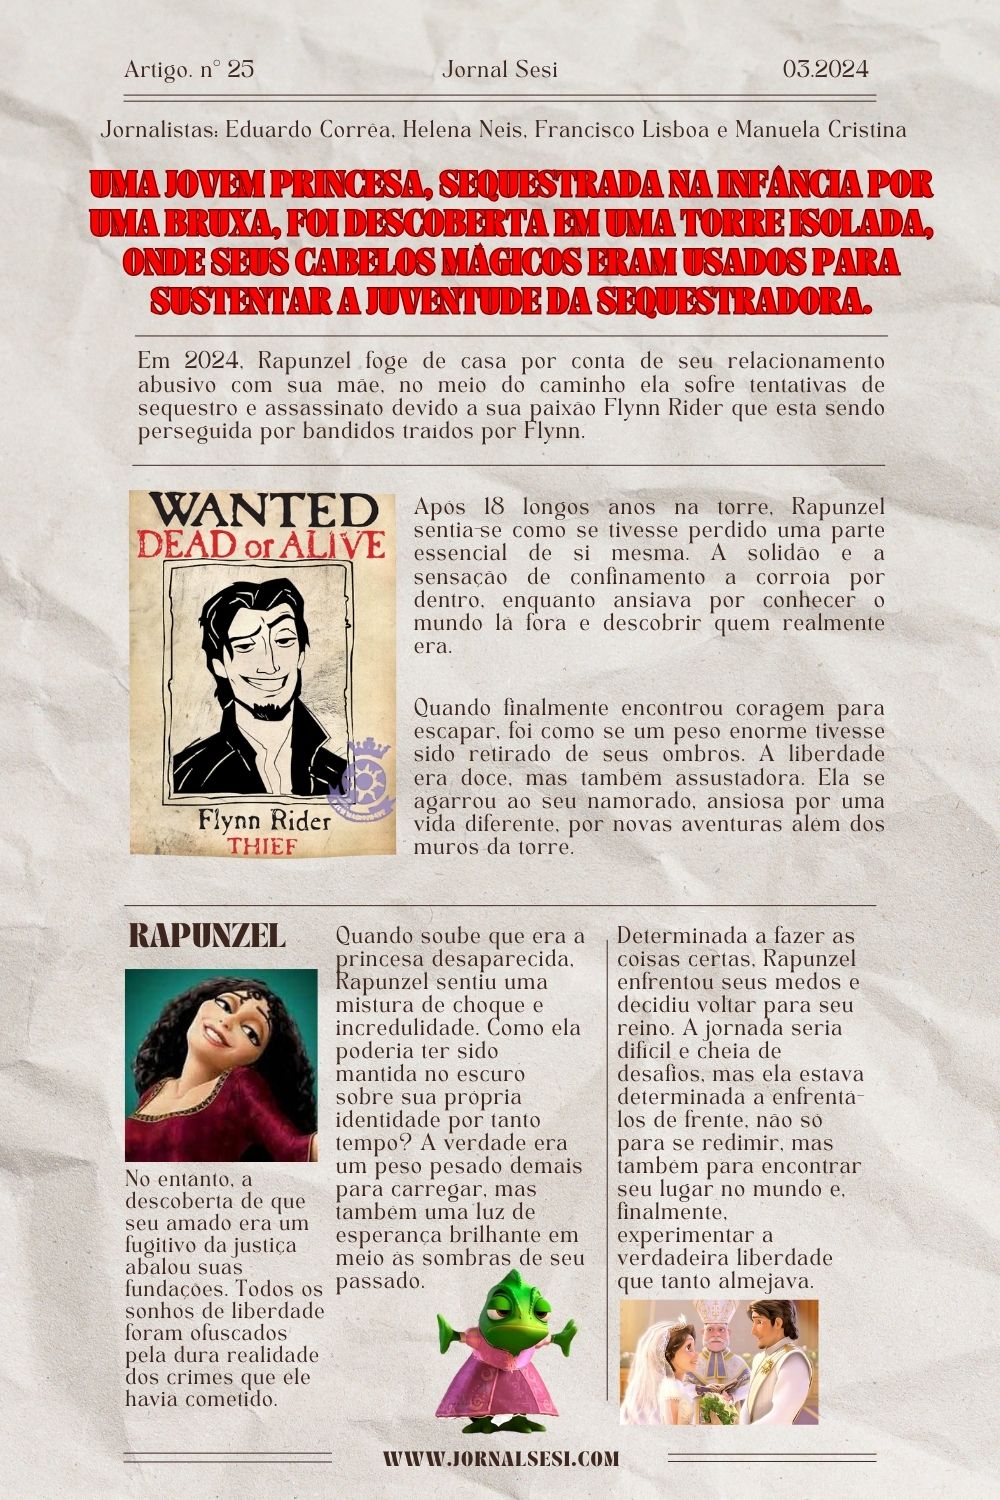 Artigo. n° 25
Jornal Sesi
03.2024
Jornalistas: Eduardo Corrêa, Helena Neis, Francisco Lisboa e Manuela Cristina
UMA JOVEM PRINCESA, SEQUESTRADA NA INFÂNCIA POR
UMA BRUXA, FOI DESCOBERTA EM UMA TORRE ISOLADA,
ONDE SEUS CABELOS MÁGICOS ERAM USADOS PARA
SUSTENTAR A JUVENTUDE DA SEQUESTRADORA.
Em 2024, Rapunzel foge de casa por conta de seu relacionamento
abusivo com sua mãe, no meio do caminho ela sofre tentativas de
sequestro e assassinato devido a sua paixão Flynn Rider que está sendo
perseguida por bandidos traídos por Flynn.
WANTED
DEAD or ALIVE
Flynn Rider
THIEF
Após 18 longos anos na torre, Rapunzel
sentia-se como se tivesse perdido uma parte
essencial de si mesma. A solidão e a
sensação de confinamento a corroía por
dentro, enquanto ansiava por conhecer o
mundo lá fora e descobrir quem realmente
era.
Quando finalmente encontrou coragem para
escapar, foi como se um peso enorme tivesse
sido retirado de seus ombros. A liberdade
era doce, mas também assustadora. Ela se
agarrou ao seu namorado, ansiosa por uma
vida diferente, por novas aventuras além dos
muros da torre.
RAPUNZEL
No entanto, a
descoberta de que
seu amado era um
fugitivo da justiça
abalou suas
fundações. Todos os
sonhos de liberdade
foram ofuscados
pela dura realidade
dos crimes que ele
havia cometido.
Quando soube que era a
princesa desaparecida,
Rapunzel sentiu uma
mistura de choque e
incredulidade. Como ela
poderia ter sido
mantida no escuro
sobre sua própria
identidade por tanto
tempo? A verdade era
um peso pesado demais
para carregar, mas
também uma luz de
esperança brilhante em
meio às sombras de seu
passado.
Determinada a fazer as
coisas certas, Rapunzel
enfrentou seus medos e
decidiu voltar para seu
reino. A jornada seria
difícil e cheia de
desafios, mas ela estava
determinada a enfrentá-
los de frente, não só
para se redimir, mas
também para encontrar
seu lugar no mundo e,
finalmente,
experimentar a
verdadeira liberdade
que tanto almejava.
WWW.JORNALSESI.COM